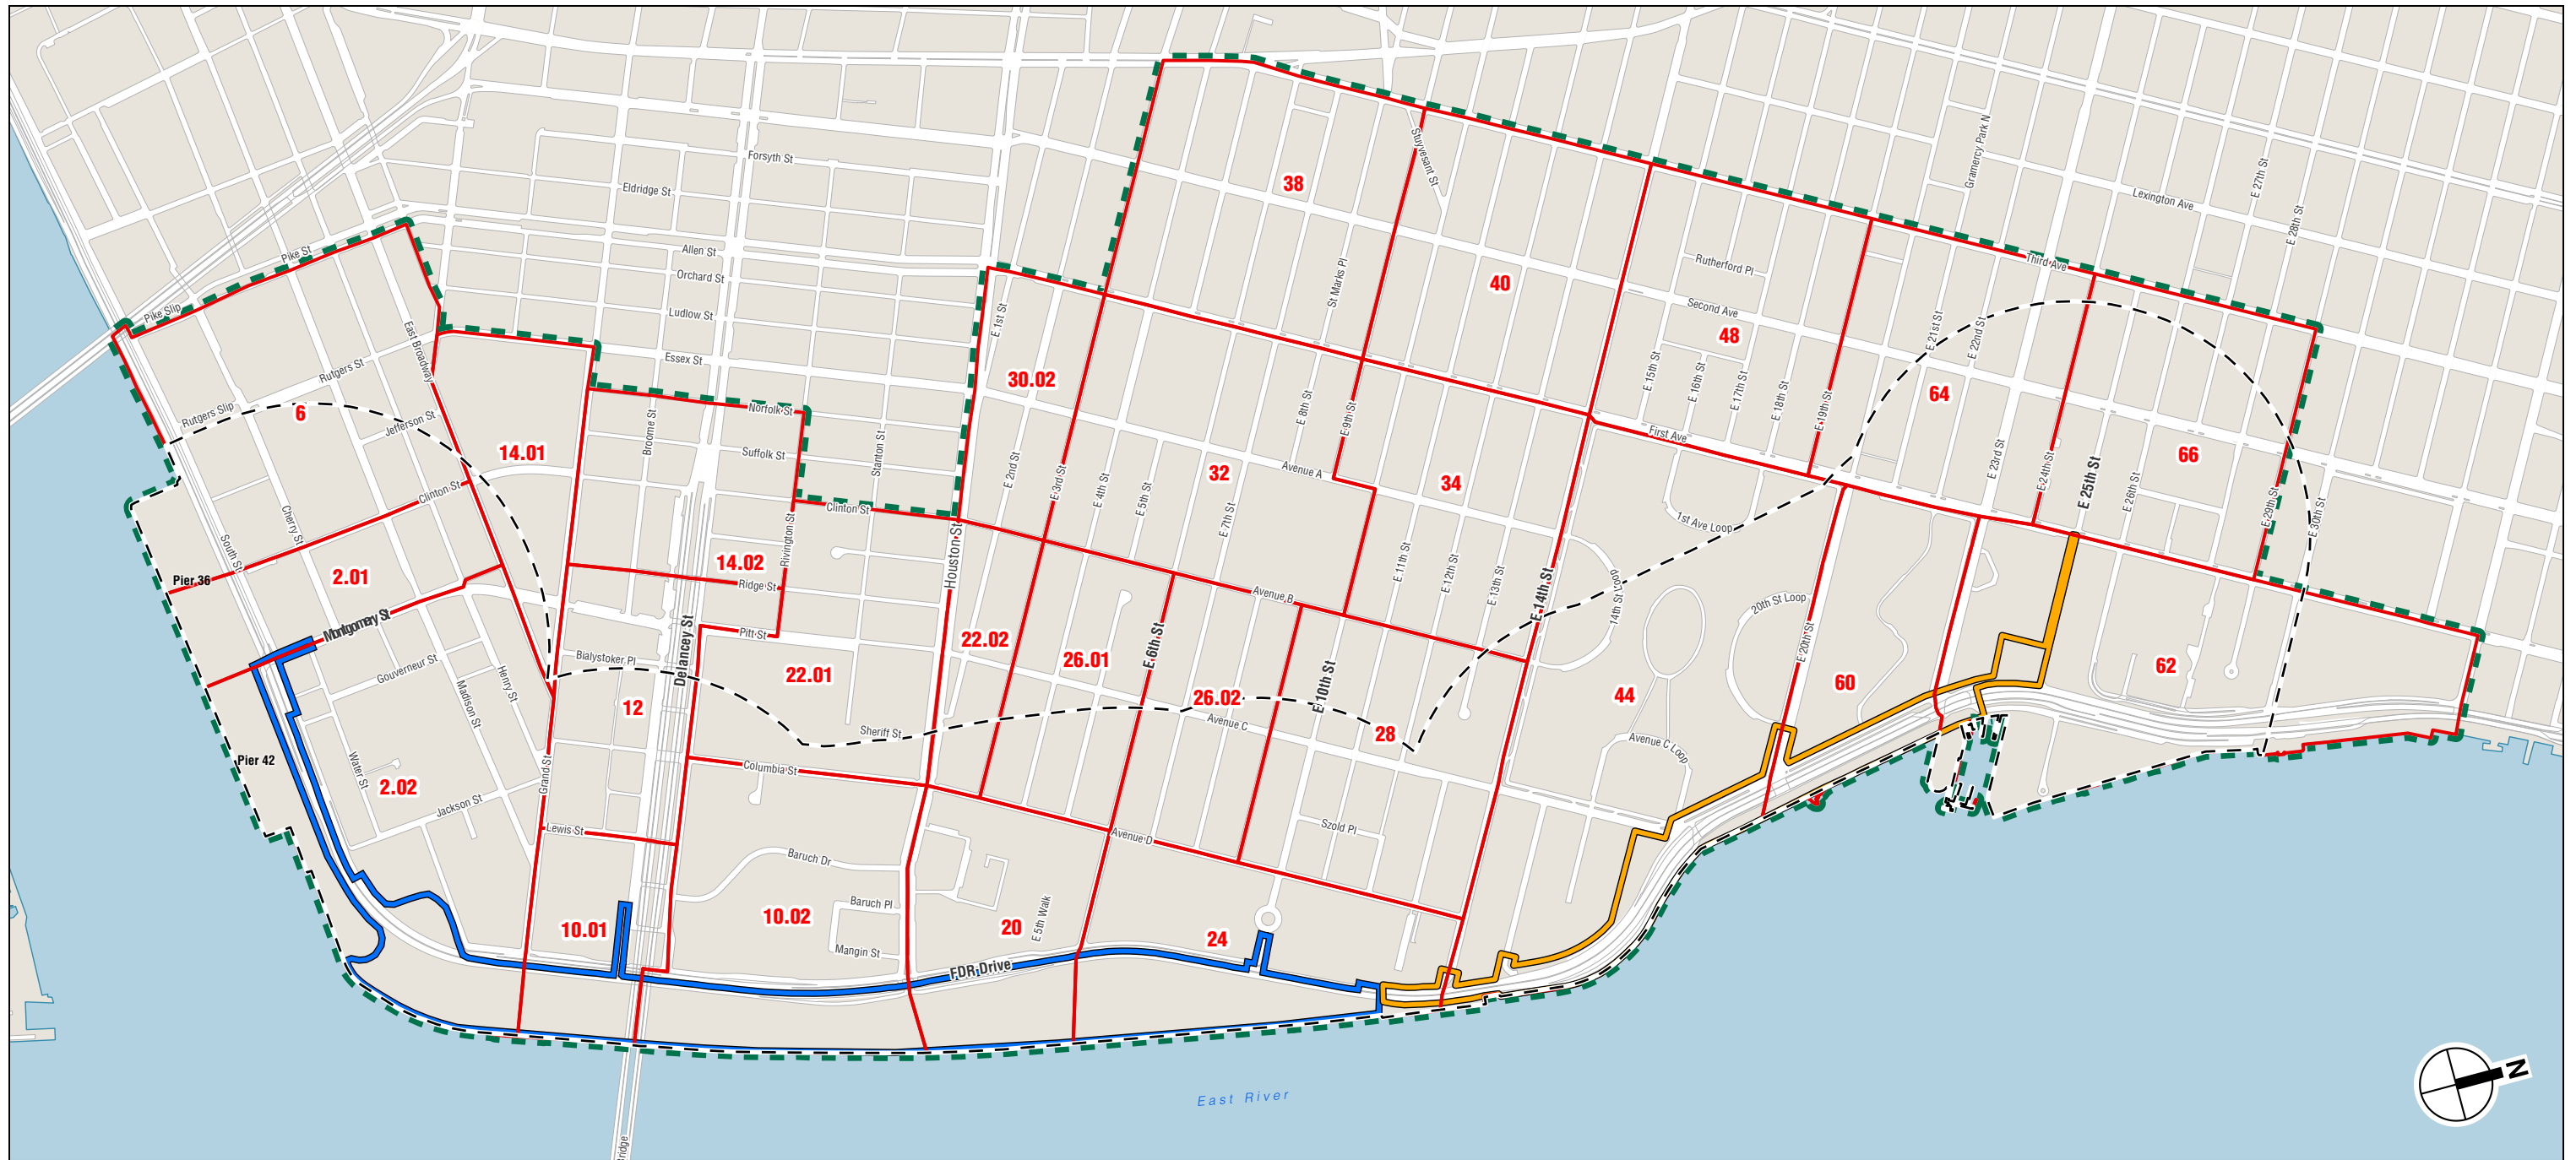 Forsyth St
Eldridge St
Allen St
Orchard St
Ludlow St
Essex St
Norfolk St
Suffolk St
Clinton St
Ridge St
Pitt St
Bialystoker Pl
Sheriff St
Columbia St
Lewis St
Baruch Dr
Baruch Pl
Mangin St
Pike St
Pike Slip
East Broadway
Rutgers St
Rutgers Slip
Jefferson St
Clinton St
Cherry St
South St
Pier 36
Montgomery St
Gouverneur St
Henry St
Madison St
Water St
Jackson St
Pier 42
Grand St
Broome St
Delancey St
Rivington St
Stanton St
Houston St
E 1st St
E 2nd St
E 3rd St
E 4th St
E 5th St
E 6th St
E 7th St
E 8th St
E 9th St
E 10th St
E 11th St
E 12th St
E 13th St
E 14th St
E 15th St
E 16th St
E 17th St
E 18th St
E 19th St
E 20th St
E 21st St
E 22nd St
E 23rd St
E 24th St
E 25th St
E 26th St
E 27th St
E 28th St
E 29th St
E 30th St
Stuyvesant St
St Marks Pl
Rutherford Pl
Gramercy Park N
Lexington Ave
Third Ave
Second Ave
First Ave
Avenue A
Avenue B
Avenue C
Avenue D
1st Ave Loop
14th St Loop
20th St Loop
Avenue C Loop
Szold Pl
E 5th Walk
FDR Drive
6
14.01
2.01
2.02
14.02
12
22.01
10.01
10.02
30.02
22.02
26.01
26.02
28
20
24
32
34
38
40
44
48
60
62
64
66
East River
ridge
N